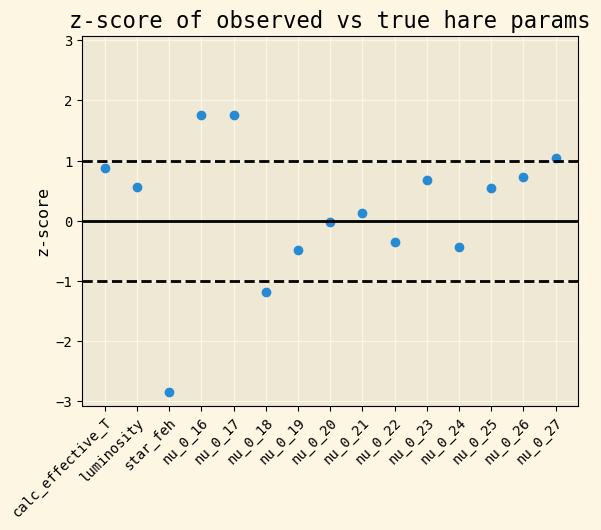 z-score of observed vs true hare params
z-score
3
2
1
0
−1
−2
−3
calc_effective_T
luminosity
star_feh
nu_0_16
nu_0_17
nu_0_18
nu_0_19
nu_0_20
nu_0_21
nu_0_22
nu_0_23
nu_0_24
nu_0_25
nu_0_26
nu_0_27